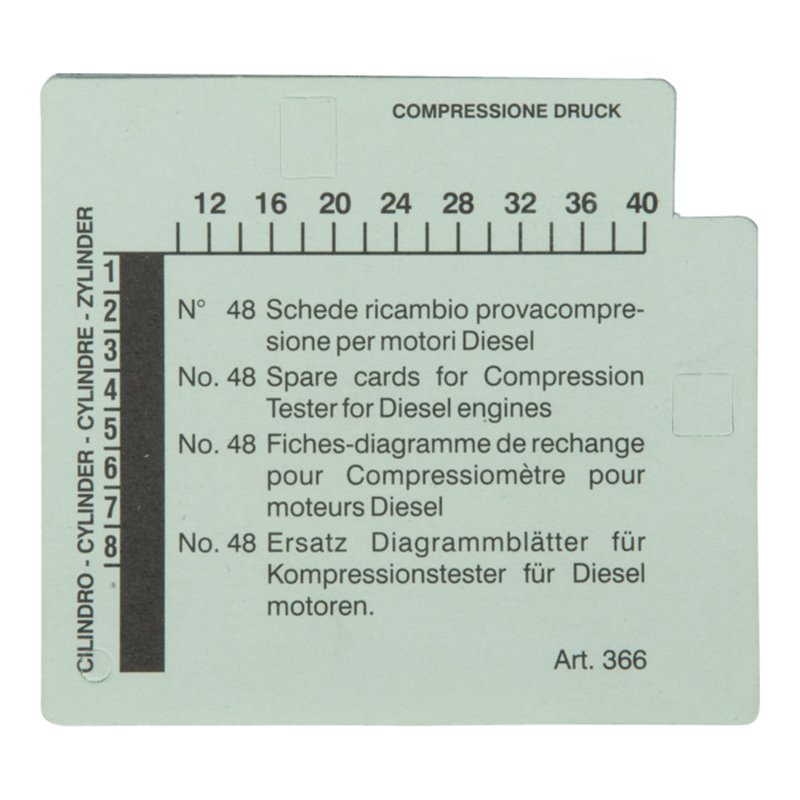 COMPRESSIONE DRUCK
12 16 20 24 28 32 36 40
CILINDRO - CYLINDER - CYLINDRE - ZYLINDER
1
2
3
4
5
6
7
8
N° 48 Schede ricambio provacompre-
sione per motori Diesel
No. 48 Spare cards for Compression
Tester for Diesel engines
No. 48 Fiches-diagramme de rechange
pour Compressiomètre pour
moteurs Diesel
No. 48 Ersatz Diagrammblätter für
Kompressionstester für Diesel
motoren.
Art. 366